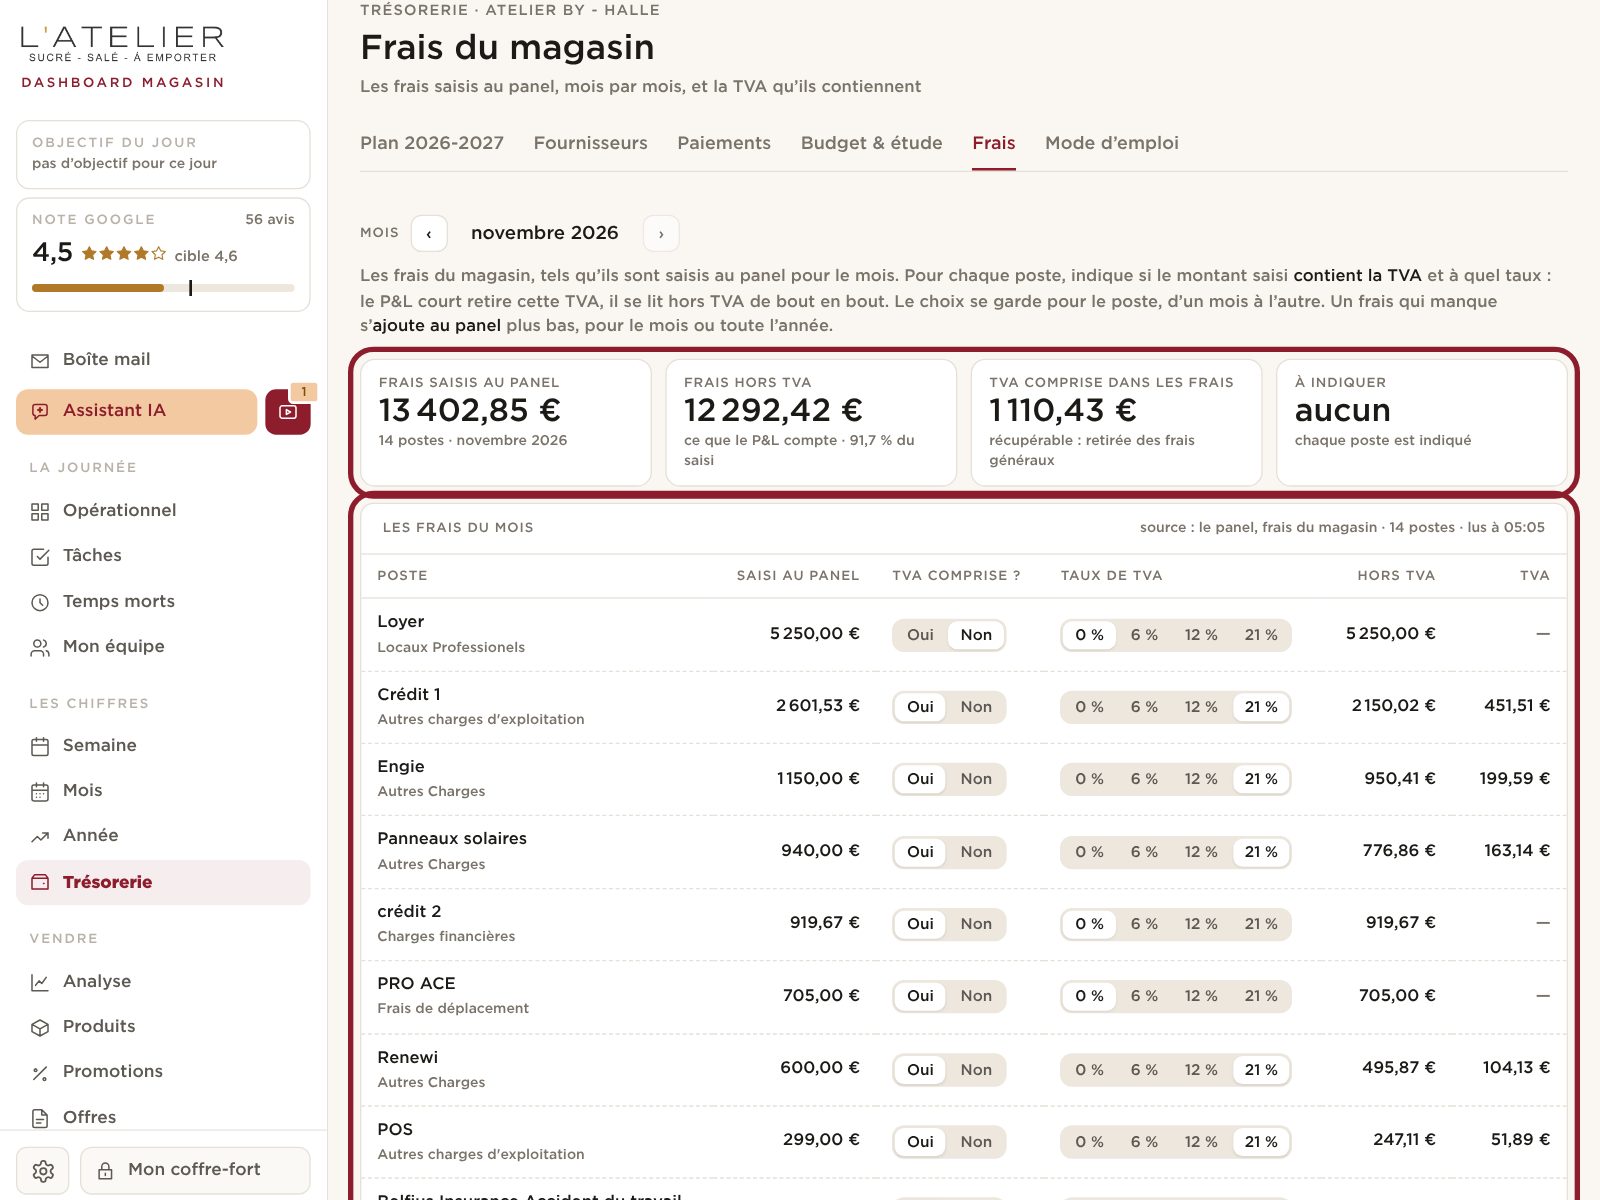 L'ATELIER
SUCRÉ - SALÉ - À EMPORTER
DASHBOARD MAGASIN
OBJECTIF DU JOUR
pas d’objectif pour ce jour
NOTE GOOGLE 56 avis
4,5 cible 4,6
Boîte mail
Assistant IA 1
LA JOURNÉE
Opérationnel
Tâches
Temps morts
Mon équipe
LES CHIFFRES
Semaine
Mois
Année
Trésorerie
VENDRE
Analyse
Produits
Promotions
Offres
Mon coffre-fort
TRÉSORERIE · ATELIER BY - HALLE
Frais du magasin
Les frais saisis au panel, mois par mois, et la TVA qu’ils contiennent
Plan 2026-2027 Fournisseurs Paiements Budget & étude Frais Mode d’emploi
MOIS ‹ novembre 2026 ›
Les frais du magasin, tels qu’ils sont saisis au panel pour le mois. Pour chaque poste, indique si le montant saisi contient la TVA et à quel taux :
le P&L court retire cette TVA, il se lit hors TVA de bout en bout. Le choix se garde pour le poste, d’un mois à l’autre. Un frais qui manque
s’ajoute au panel plus bas, pour le mois ou toute l’année.
FRAIS SAISIS AU PANEL
13 402,85 €
14 postes · novembre 2026
FRAIS HORS TVA
12 292,42 €
ce que le P&L compte · 91,7 % du
saisi
TVA COMPRISE DANS LES FRAIS
1 110,43 €
récupérable : retirée des frais
généraux
À INDIQUER
aucun
chaque poste est indiqué
LES FRAIS DU MOIS source : le panel, frais du magasin · 14 postes · lus à 05:05
POSTE SAISI AU PANEL TVA COMPRISE ? TAUX DE TVA HORS TVA TVA
Loyer 5 250,00 € Oui Non 0 % 6 % 12 % 21 % 5 250,00 € —
Locaux Professionels
Crédit 1 2 601,53 € Oui Non 0 % 6 % 12 % 21 % 2 150,02 € 451,51 €
Autres charges d'exploitation
Engie 1 150,00 € Oui Non 0 % 6 % 12 % 21 % 950,41 € 199,59 €
Autres Charges
Panneaux solaires 940,00 € Oui Non 0 % 6 % 12 % 21 % 776,86 € 163,14 €
Autres Charges
crédit 2 919,67 € Oui Non 0 % 6 % 12 % 21 % 919,67 € —
Charges financières
PRO ACE 705,00 € Oui Non 0 % 6 % 12 % 21 % 705,00 € —
Frais de déplacement
Renewi 600,00 € Oui Non 0 % 6 % 12 % 21 % 495,87 € 104,13 €
Autres Charges
POS 299,00 € Oui Non 0 % 6 % 12 % 21 % 247,11 € 51,89 €
Autres charges d'exploitation